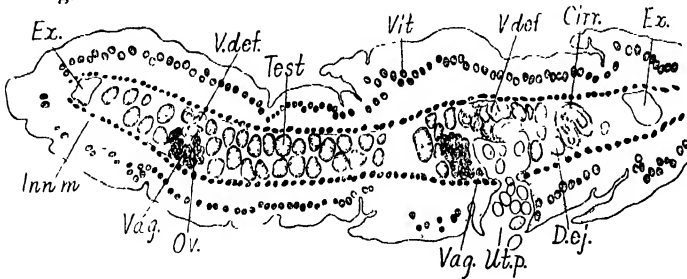 Ex.
V.def.
Test
Vit
V def
Cirr.
Ex.
Inn m
Vag.
Ov.
Vag.
Ut.p.
D.ej.